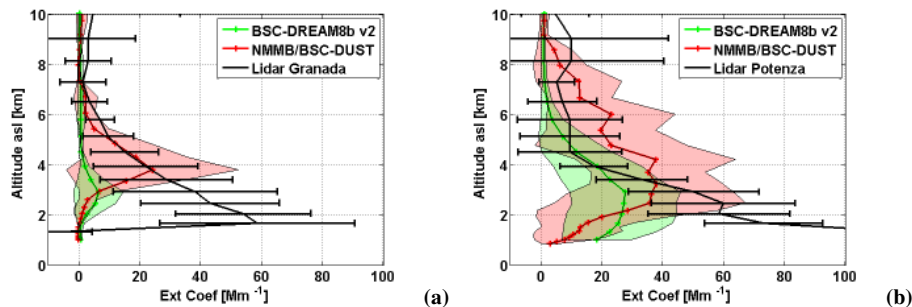 10
8
6
4
2
0
Altitude asl [km]
BSC-DREAM8b v2
NMMB/BSC-DUST
Lidar Granada
0 20 40 60 80 100
Ext Coef [Mm⁻¹]
(a)
10
8
6
4
2
0
Altitude asl [km]
BSC-DREAM8b v2
NMMB/BSC-DUST
Lidar Potenza
0 20 40 60 80 100
Ext Coef [Mm⁻¹]
(b)